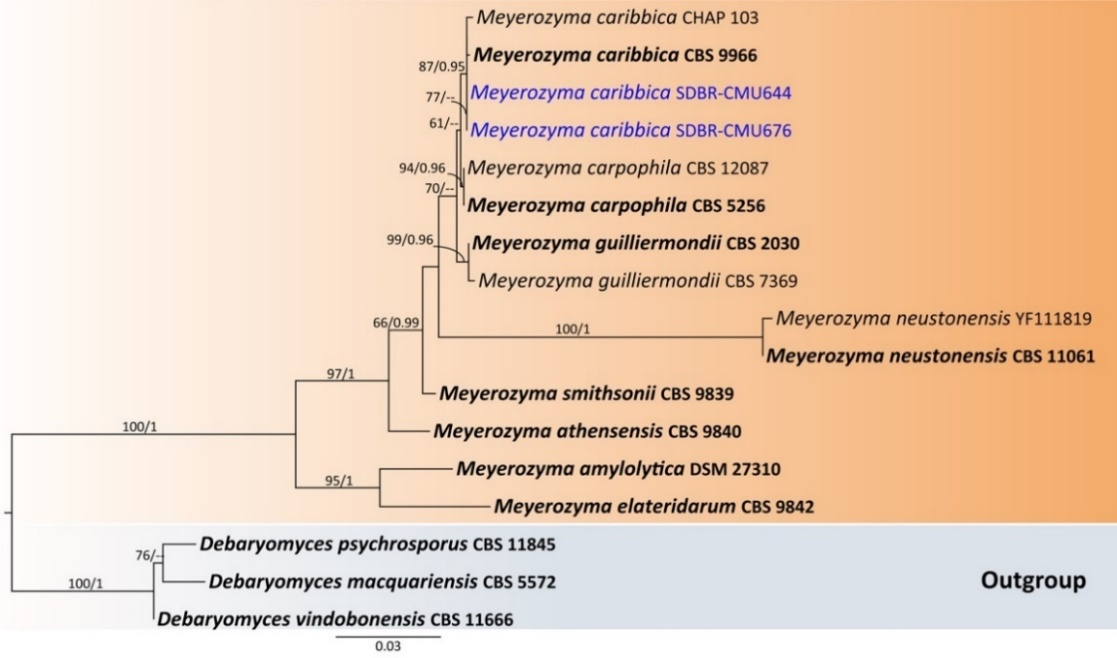 Meyerozyma caribbica CHAP 103
Meyerozyma caribbica CBS 9966
87/0.95
Meyerozyma caribbica SDBR-CMU644
77/--
61/--
Meyerozyma caribbica SDBR-CMU676
94/0.96
Meyerozyma carpophila CBS 12087
70/--
Meyerozyma carpophila CBS 5256
99/0.96
Meyerozyma guilliermondii CBS 2030
Meyerozyma guilliermondii CBS 7369
Meyerozyma neustonensis YF111819
66/0.99
100/1
Meyerozyma neustonensis CBS 11061
97/1
Meyerozyma smithsonii CBS 9839
100/1
Meyerozyma athensensis CBS 9840
Meyerozyma amylolytica DSM 27310
95/1
Meyerozyma elateridarum CBS 9842
Debaryomyces psychrosporus CBS 11845
76/--
100/1
Debaryomyces macquariensis CBS 5572
Outgroup
Debaryomyces vindobonensis CBS 11666
0.03